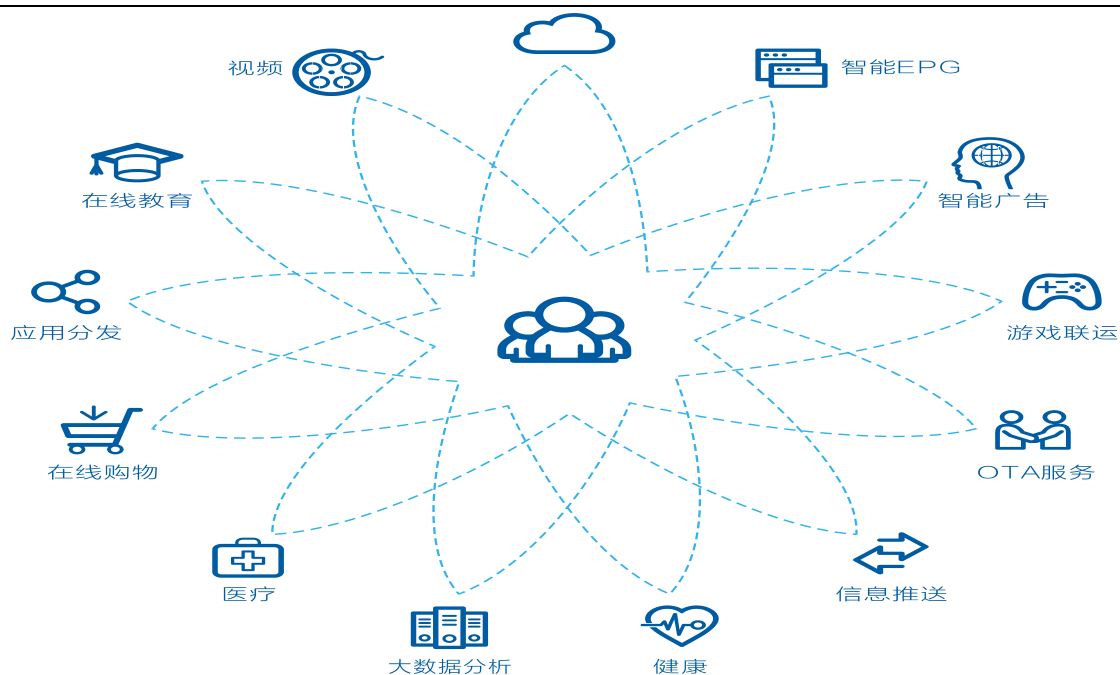 视频
智能EPG
在线教育
智能广告
应用分发
游戏联运
在线购物
OTA服务
医疗
信息推送
大数据分析
健康